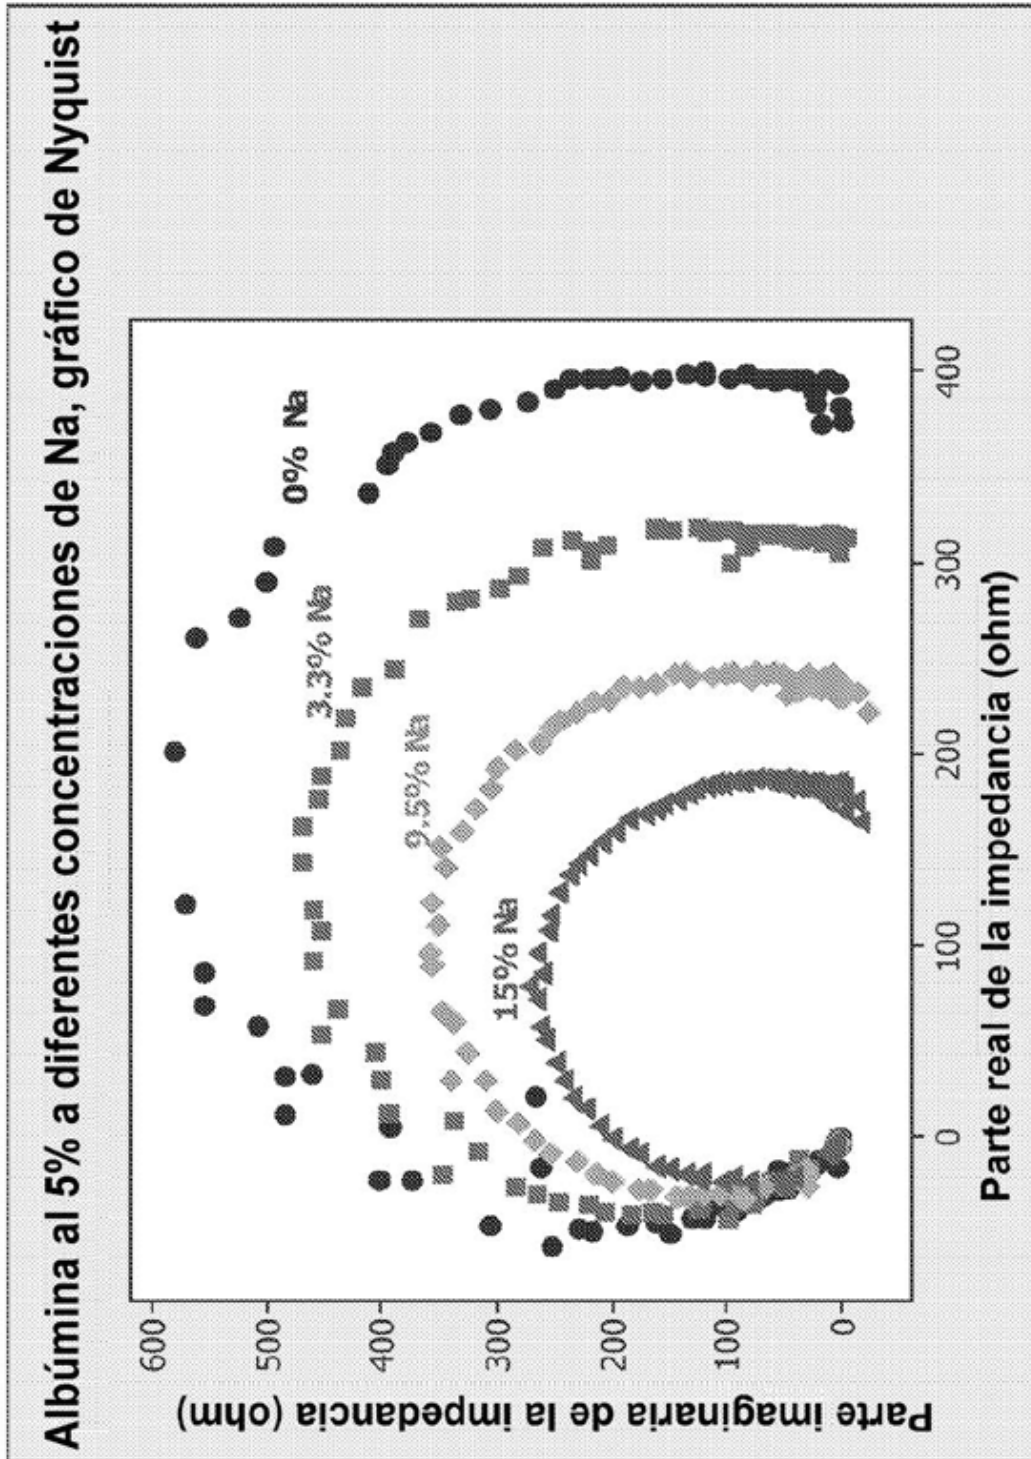 Albúmina al 5% a diferentes concentraciones de Na, gráfico de Nyquist
Parte imaginaria de la impedancia (ohm)
600
500
400
300
200
100
0
0% Na
3.3% Na
9.5% Na
15% Na
0
100
200
300
400
Parte real de la impedancia (ohm)